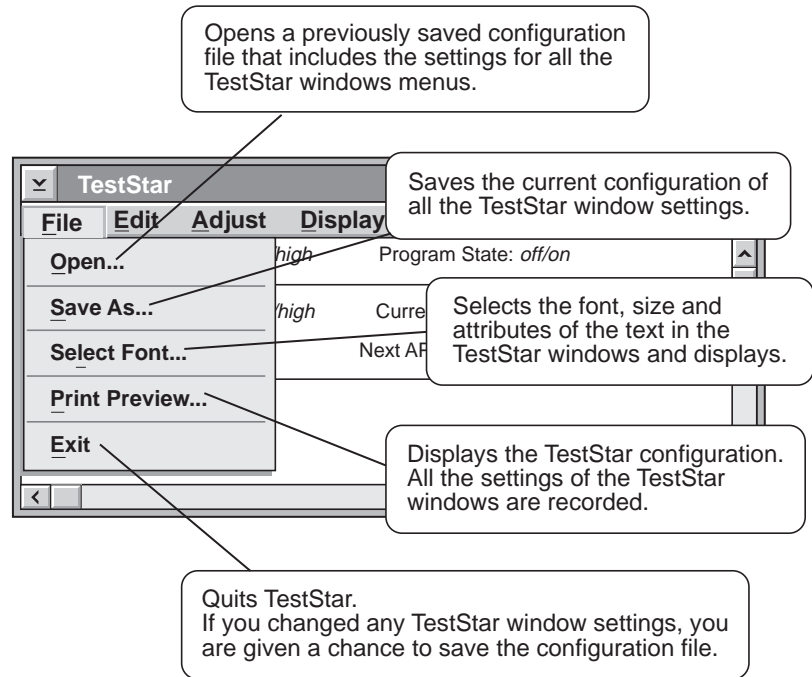 Opens a previously saved configuration
file that includes the settings for all the
TestStar windows menus.
TestStar
Saves the current configuration of
all the TestStar window settings.
File Edit Adjust Display
Open...
/high Program State: off/on
Save As...
/high
Selects the font, size and
attributes of the text in the
TestStar windows and displays.
Select Font...
Next
Print Preview...
Exit
Displays the TestStar configuration.
All the settings of the TestStar
windows are recorded.
Quits TestStar.
If you changed any TestStar window settings, you
are given a chance to save the configuration file.